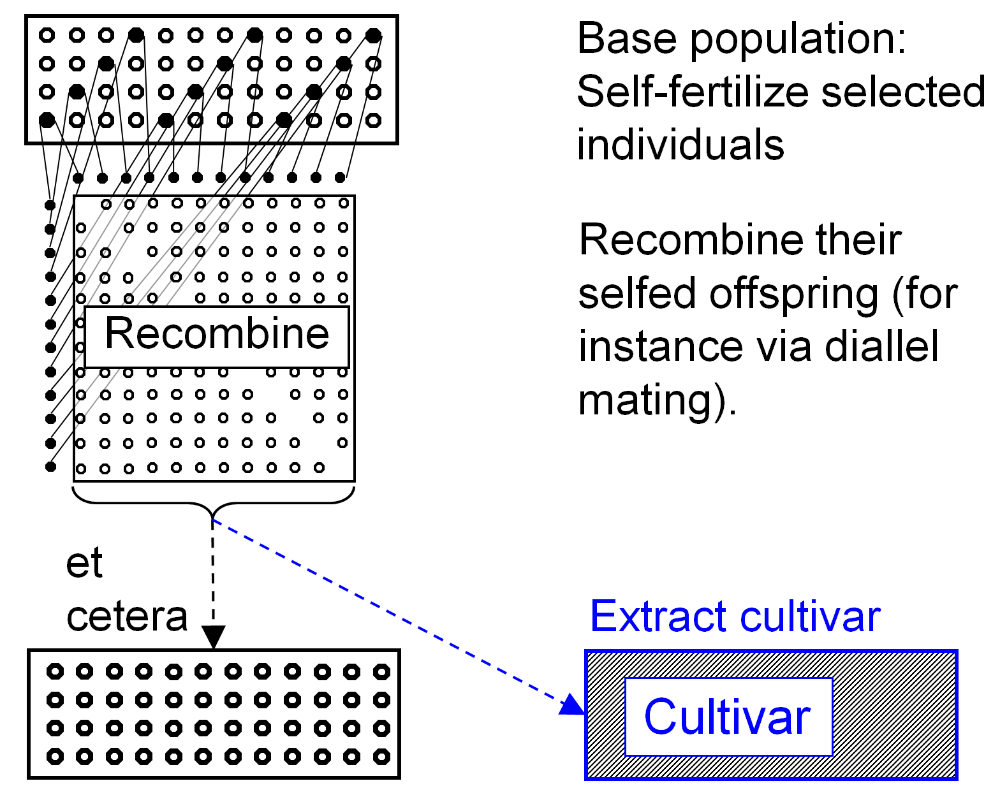 Base population:
Self-fertilize selected
individuals
Recombine their
selfed offspring (for
instance via diallel
mating).
Recombine
et
cetera
Extract cultivar
Cultivar